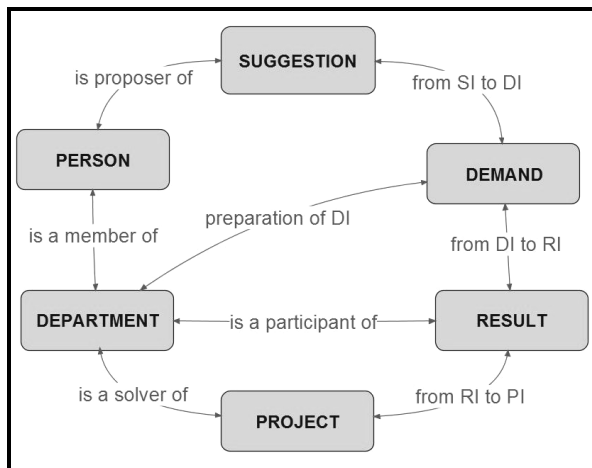 SUGGESTION
is proposer of
from SI to DI
PERSON
DEMAND
preparation of DI
is a member of
from DI to RI
DEPARTMENT
is a participant of
RESULT
is a solver of
from RI to PI
PROJECT